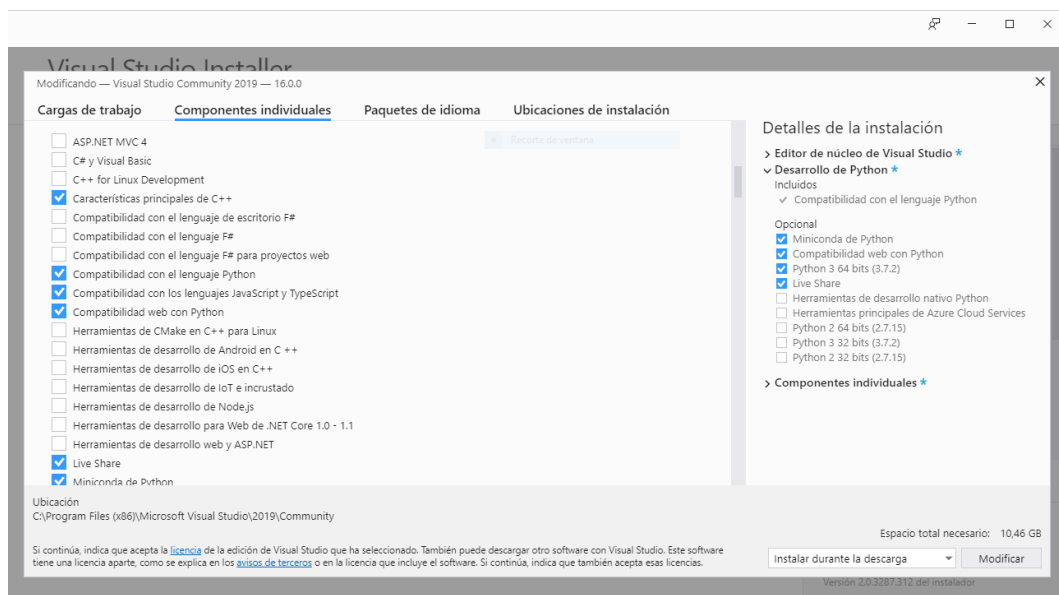 Visual Studio Installer
Modificando — Visual Studio Community 2019 — 16.0.0
Cargas de trabajo
Componentes individuales
Paquetes de idioma
Ubicaciones de instalación
ASP.NET MVC 4
C# y Visual Basic
C++ for Linux Development
Características principales de C++
Compatibilidad con el lenguaje de escritorio F#
Compatibilidad con el lenguaje F#
Compatibilidad con el lenguaje F# para proyectos web
Compatibilidad con el lenguaje Python
Compatibilidad con los lenguajes JavaScript y TypeScript
Compatibilidad web con Python
Herramientas de CMake en C++ para Linux
Herramientas de desarrollo de Android en C ++
Herramientas de desarrollo de iOS en C++
Herramientas de desarrollo de IoT e incrustado
Herramientas de desarrollo de Node.js
Herramientas de desarrollo para Web de .NET Core 1.0 - 1.1
Herramientas de desarrollo web y ASP.NET
Live Share
Miniconda de Python
Recorte de ventana
Detalles de la instalación
Editor de núcleo de Visual Studio *
Desarrollo de Python *
Incluidos
Compatibilidad con el lenguaje Python
Opcional
Miniconda de Python
Compatibilidad web con Python
Python 3 64 bits (3.7.2)
Live Share
Herramientas de desarrollo nativo Python
Herramientas principales de Azure Cloud Services
Python 2 64 bits (2.7.15)
Python 3 32 bits (3.7.2)
Python 2 32 bits (2.7.15)
Componentes individuales *
Ubicación
C:\Program Files (x86)\Microsoft Visual Studio\2019\Community
Si continúa, indica que acepta la licencia de la edición de Visual Studio que ha seleccionado. También puede descargar otro software con Visual Studio. Este software
tiene una licencia aparte, como se explica en los avisos de terceros o en la licencia que incluye el software. Si continúa, indica que también acepta esas licencias.
Espacio total necesario: 10,46 GB
Instalar durante la descarga
Modificar
Versión 2.0.3287.312 del instalador